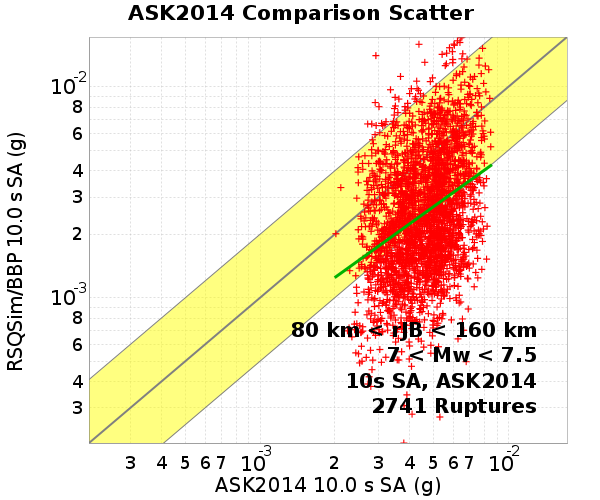 ASK2014 Comparison Scatter
RSQSim/BBP 10.0 s SA (g)
10-2
8
6
4
3
2
10-3
8
6
4
3
80 km < rJB < 160 km
7 < Mw < 7.5
10s SA, ASK2014
2741 Ruptures
3 4 5 6 7 10-3 2 3 4 5 6 7 10-2
ASK2014 10.0 s SA (g)